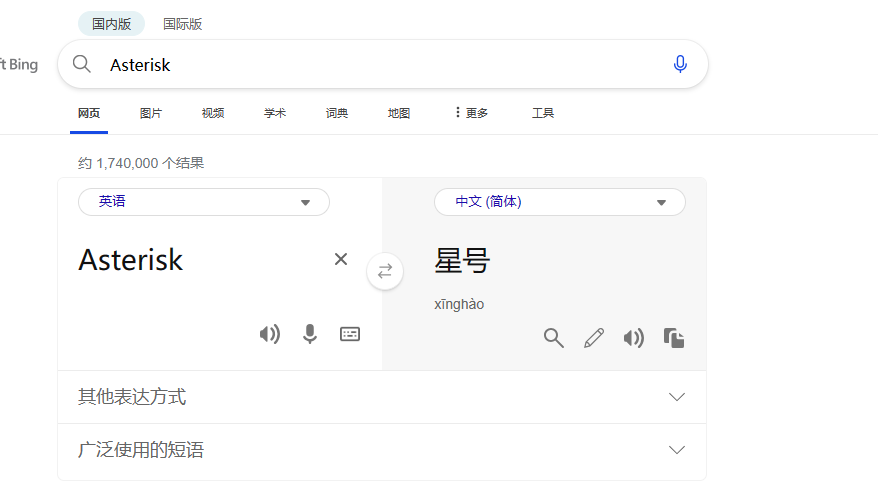 国内版 国际版
ft Bing
Asterisk
网页 图片 视频 学术 词典 地图 更多 工具
约 1,740,000 个结果
英语 中文 (简体)
Asterisk 星号
xīnghào
其他表达方式
广泛使用的短语